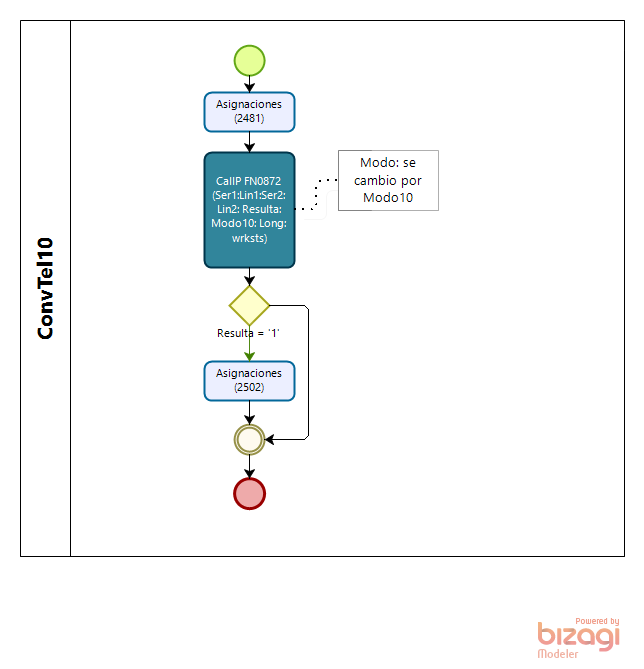 ConvTel10
Asignaciones
(2481)
CallP FN0872
(Ser1:Lin1:Ser2:
Lin2: Resulta:
Modo10: Long:
wrksts)
Modo: se
cambio por
Modo10
Resulta = '1'
Asignaciones
(2502)
Powered by
bizagi
Modeler